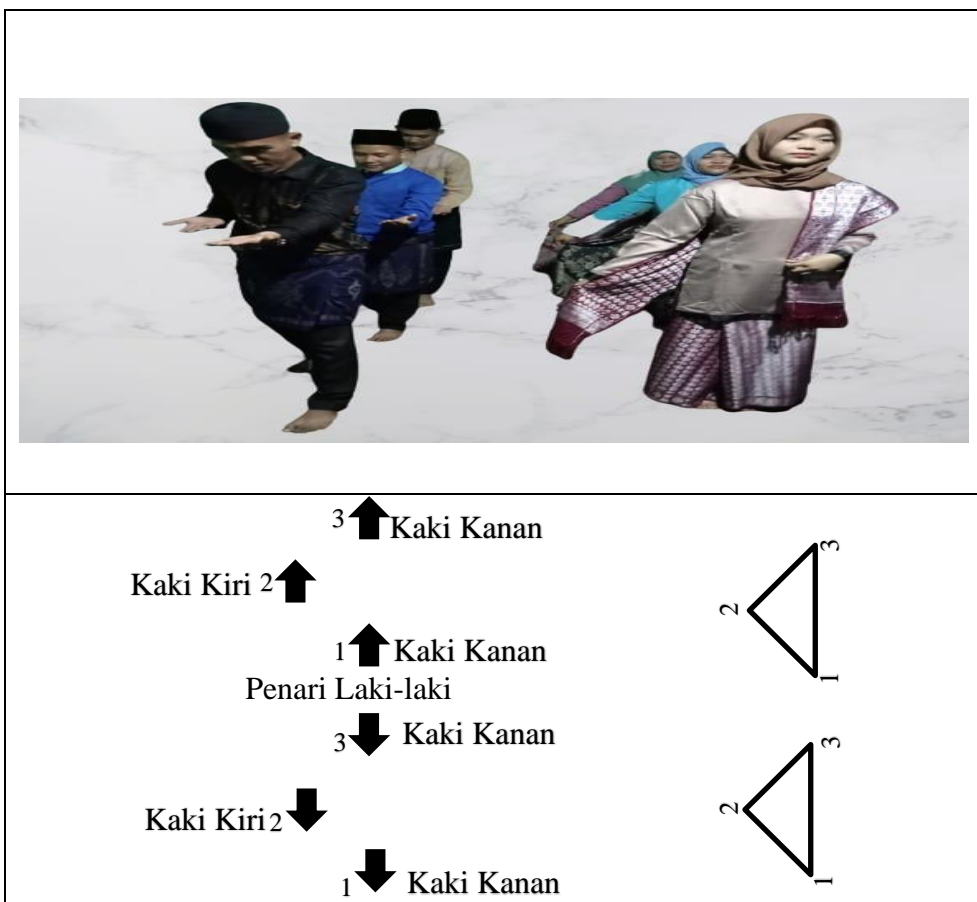 3 Kaki Kanan
Kaki Kiri 2
1 Kaki Kanan
Penari Laki-laki
3 Kaki Kanan
Kaki Kiri 2
1 Kaki Kanan
3
2
1
3
2
1